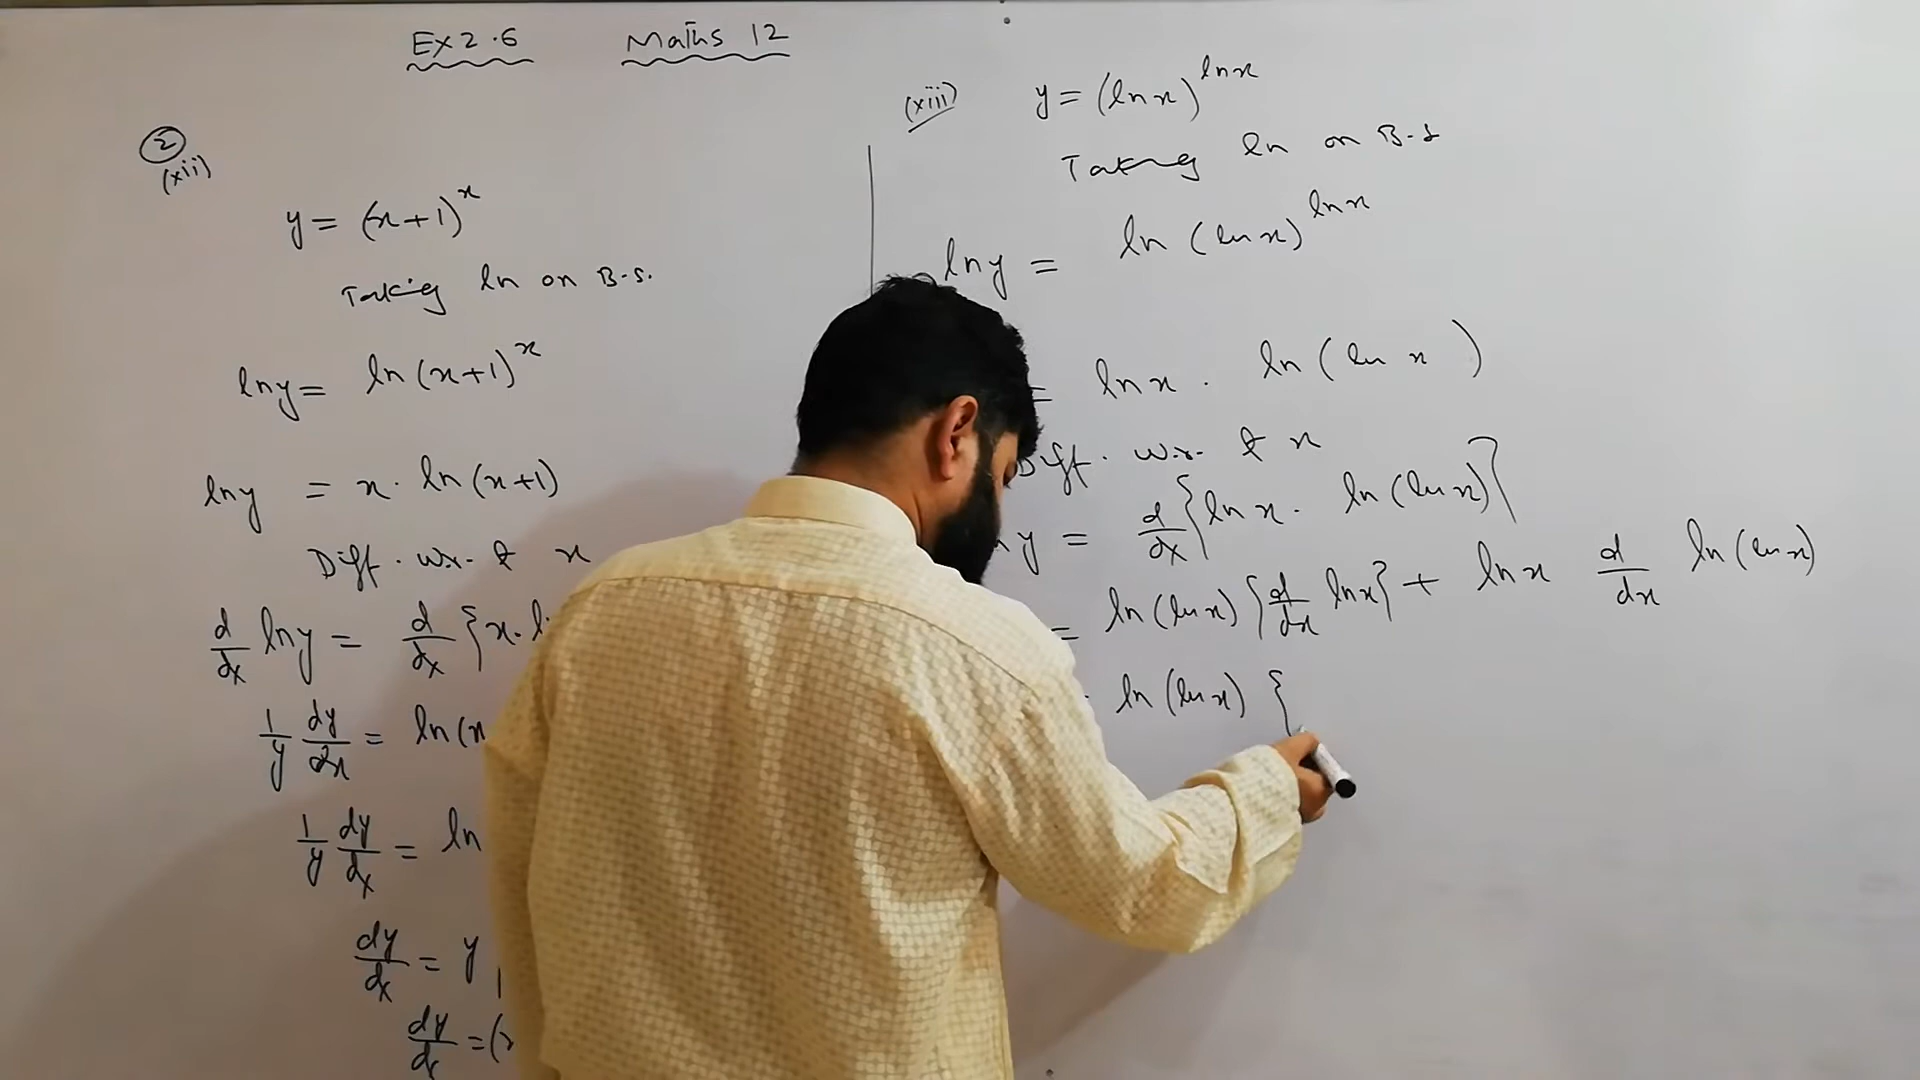 Ex 2.6 Maths 12
2
(xii)
y = (x+1)^x
Taking ln on B-S.
ln y = ln (x+1)^x
ln y = x . ln (x+1)
Diff. w.r. t x
d/dx ln y = d/dx { x .
1/y dy/dx = ln (x
1/y dy/dx = ln
dy/dx = y
dy/dx = (
(xiii) y = (ln x)^ln x
Taking ln on B-S
ln y = ln (ln x)^ln x
= ln x . ln (ln x)
Diff. w.r. t x
y = d/dx { ln x . ln (ln x) }
= ln (ln x) { d/dx ln x } + ln x d/dx ln (ln x)
ln (ln x) {